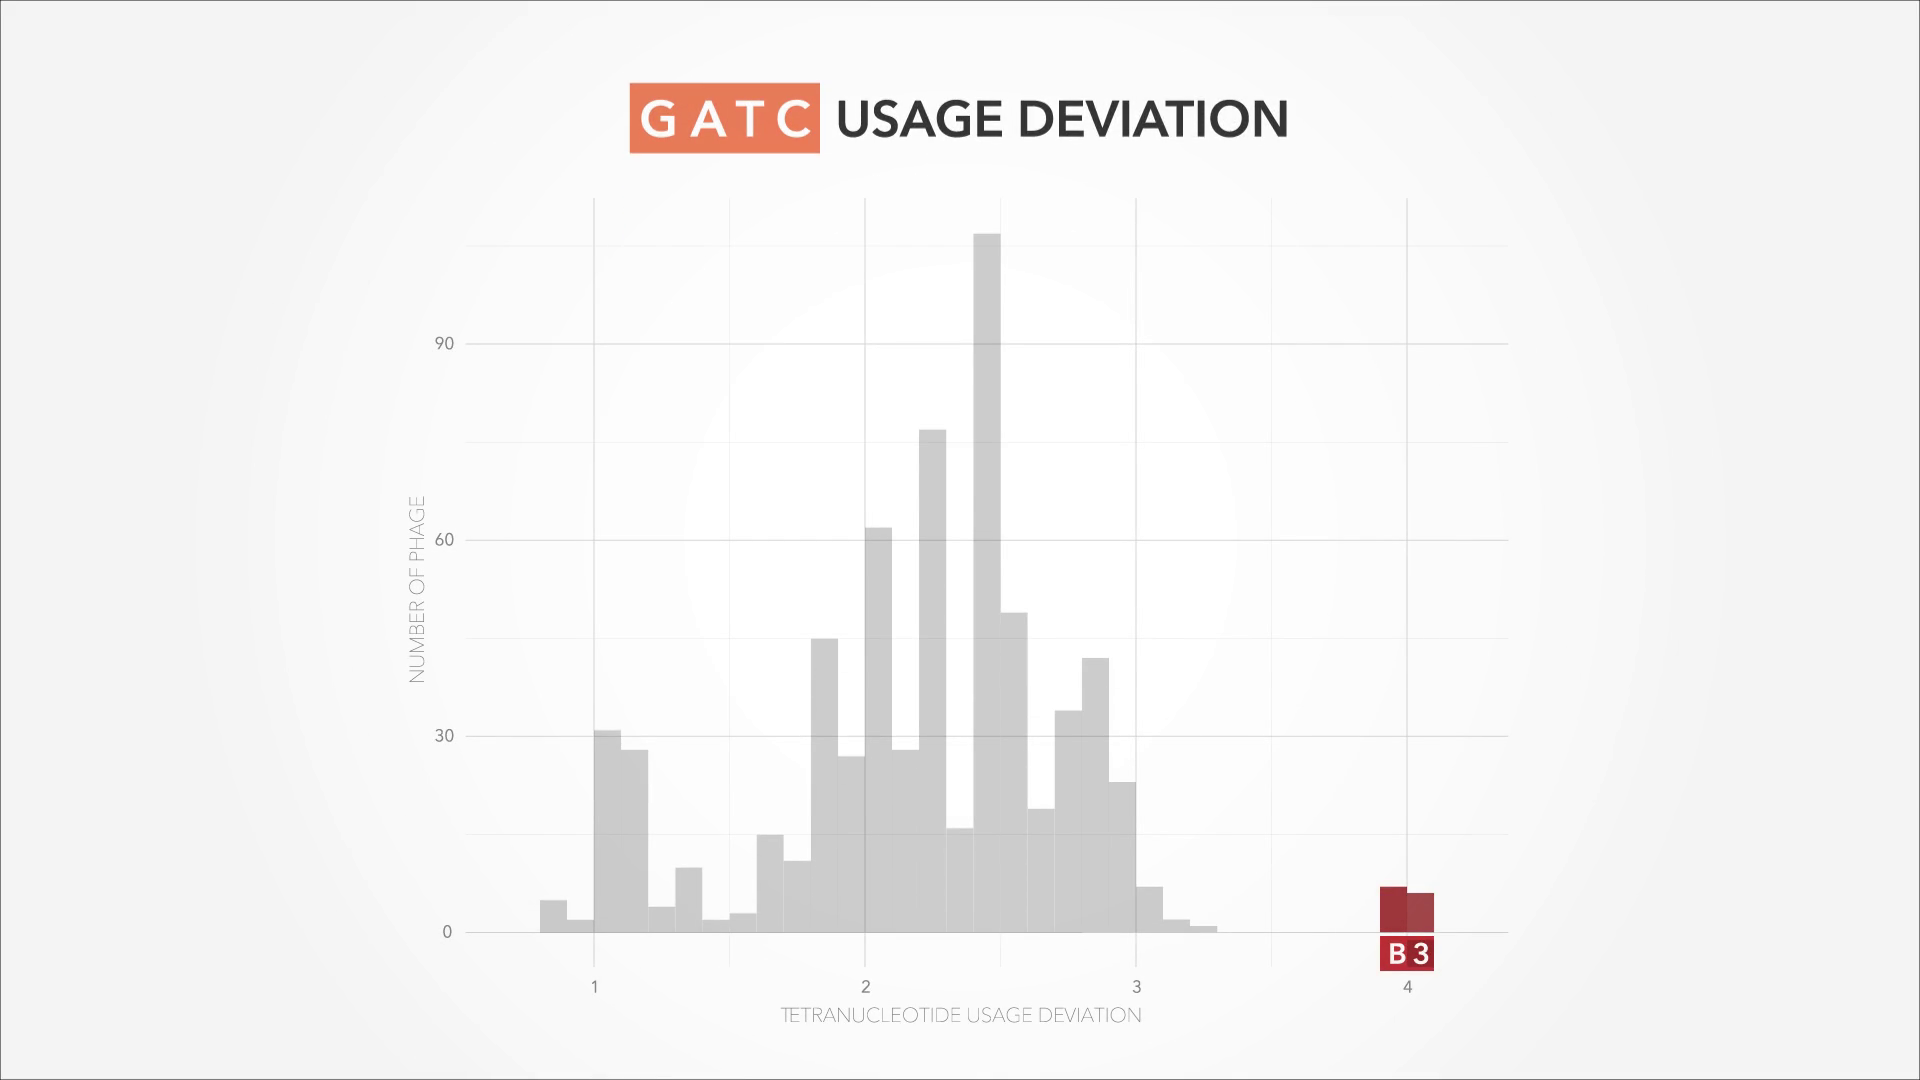 GATC USAGE DEVIATION
NUMBER OF PHAGE
90
60
30
0
B3
1 2 3 4
TETRANUCLEOTIDE USAGE DEVIATION